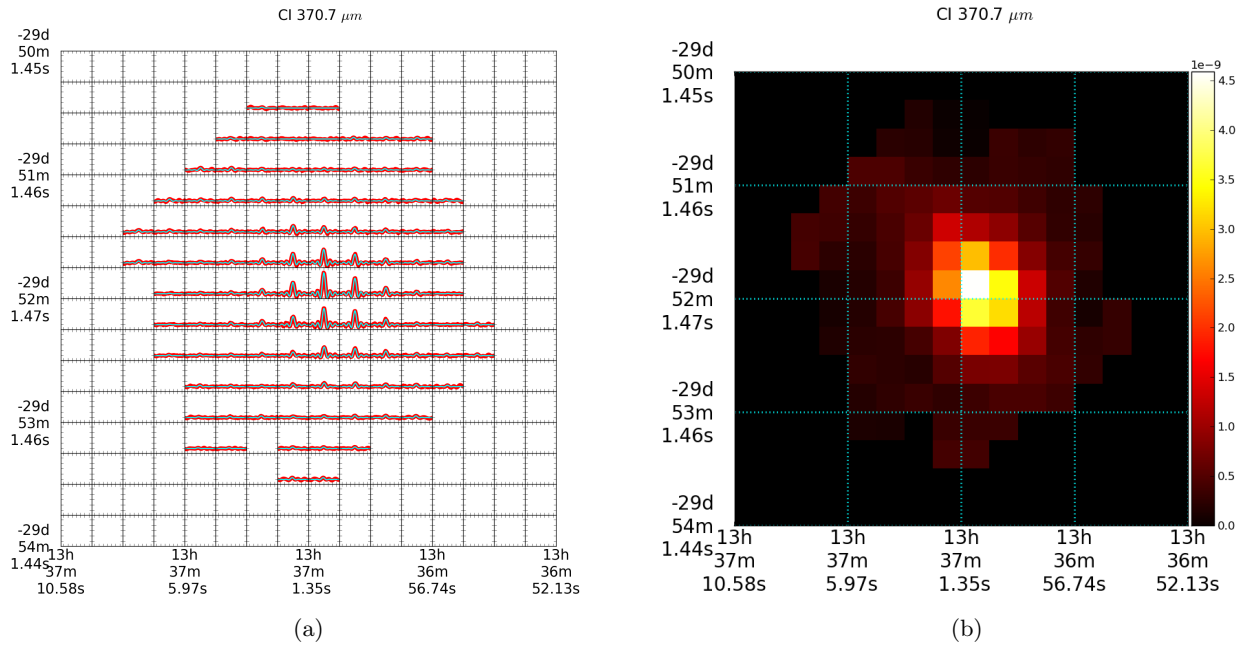 CI 370.7 μm
-29d
50m
1.45s
-29d
51m
1.46s
-29d
52m
1.47s
-29d
53m
1.46s
-29d
54m
1.44s
13h 13h 13h 13h 13h
37m 37m 37m 36m 36m
10.58s 5.97s 1.35s 56.74s 52.13s
(a)
CI 370.7 μm
-29d
50m
1.45s
-29d
51m
1.46s
-29d
52m
1.47s
-29d
53m
1.46s
-29d
54m
1.44s
13h 13h 13h 13h 13h
37m 37m 37m 36m 36m
10.58s 5.97s 1.35s 56.74s 52.13s
1e−9
4.5
4.0
3.5
3.0
2.5
2.0
1.5
1.0
0.5
0.0
(b)